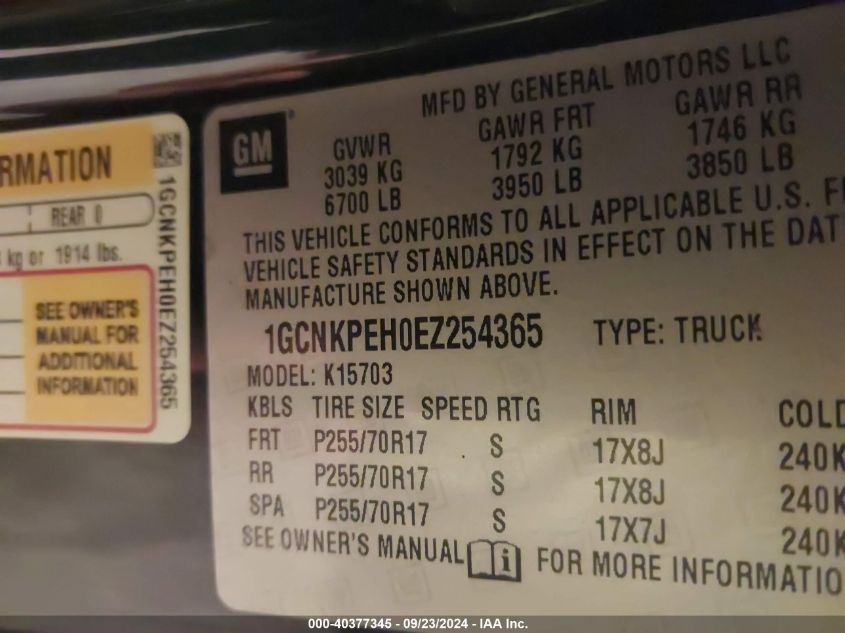 RMATION
REAR 0
kg or 1914 lbs.
SEE OWNER'S
MANUAL FOR
ADDITIONAL
INFORMATION
1GCNKPEH0EZ254365
GM
MFD BY GENERAL MOTORS LLC
GVWR GAWR FRT GAWR RR
3039 KG 1792 KG 1746 KG
6700 LB 3950 LB 3850 LB
THIS VEHICLE CONFORMS TO ALL APPLICABLE U.S. F
VEHICLE SAFETY STANDARDS IN EFFECT ON THE DAT
MANUFACTURE SHOWN ABOVE.
1GCNKPEH0EZ254365 TYPE: TRUCK
MODEL: K15703
KBLS TIRE SIZE SPEED RTG RIM COLD
FRT P255/70R17 S 17X8J 240K
RR P255/70R17 S 17X8J 240K
SPA P255/70R17 S 17X7J 240K
SEE OWNER'S MANUAL i FOR MORE INFORMATIO
000-40377345 - 09/23/2024 - IAA Inc.